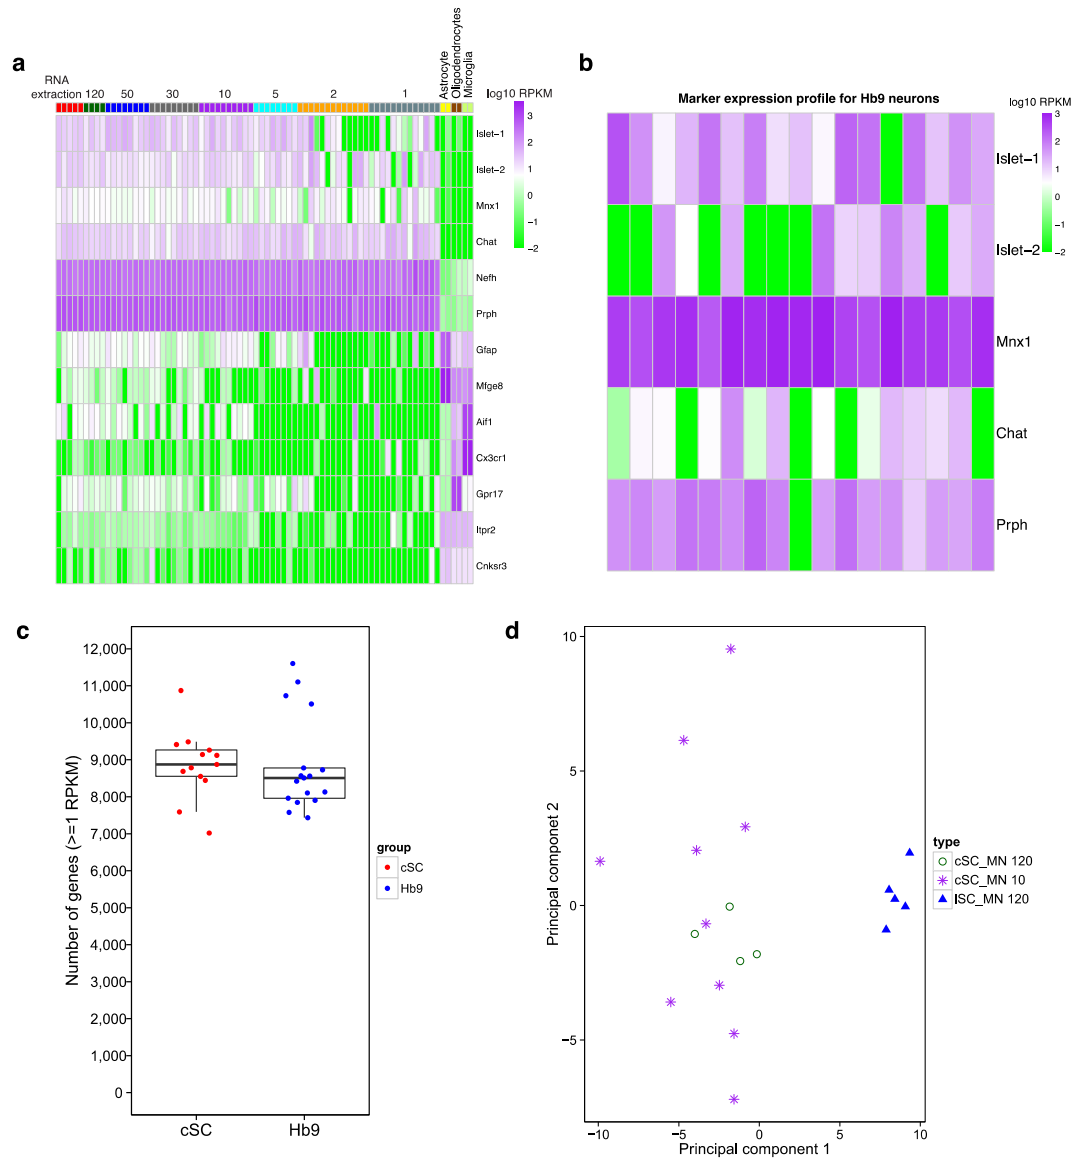 a
RNA
extraction 120 50 30 10 5 2 1
Astrocyte
Oligodendrocytes
Microglia
log10 RPKM
3
2
1
0
−1
−2
Islet-1
Islet-2
Mnx1
Chat
Nefh
Prph
Gfap
Mfge8
Aif1
Cx3cr1
Gpr17
Itpr2
Cnksr3
b
Marker expression profile for Hb9 neurons
log10 RPKM
3
2
1
0
−1
−2
Islet-1
Islet-2
Mnx1
Chat
Prph
c
Number of genes (>=1 RPKM)
12,000
11,000
10,000
9,000
8,000
7,000
6,000
5,000
4,000
3,000
2,000
1,000
0
cSC Hb9
group
cSC
Hb9
d
Principal componet 2
10
5
0
−5
−10 −5 0 5 10
Principal component 1
type
cSC_MN 120
cSC_MN 10
lSC_MN 120